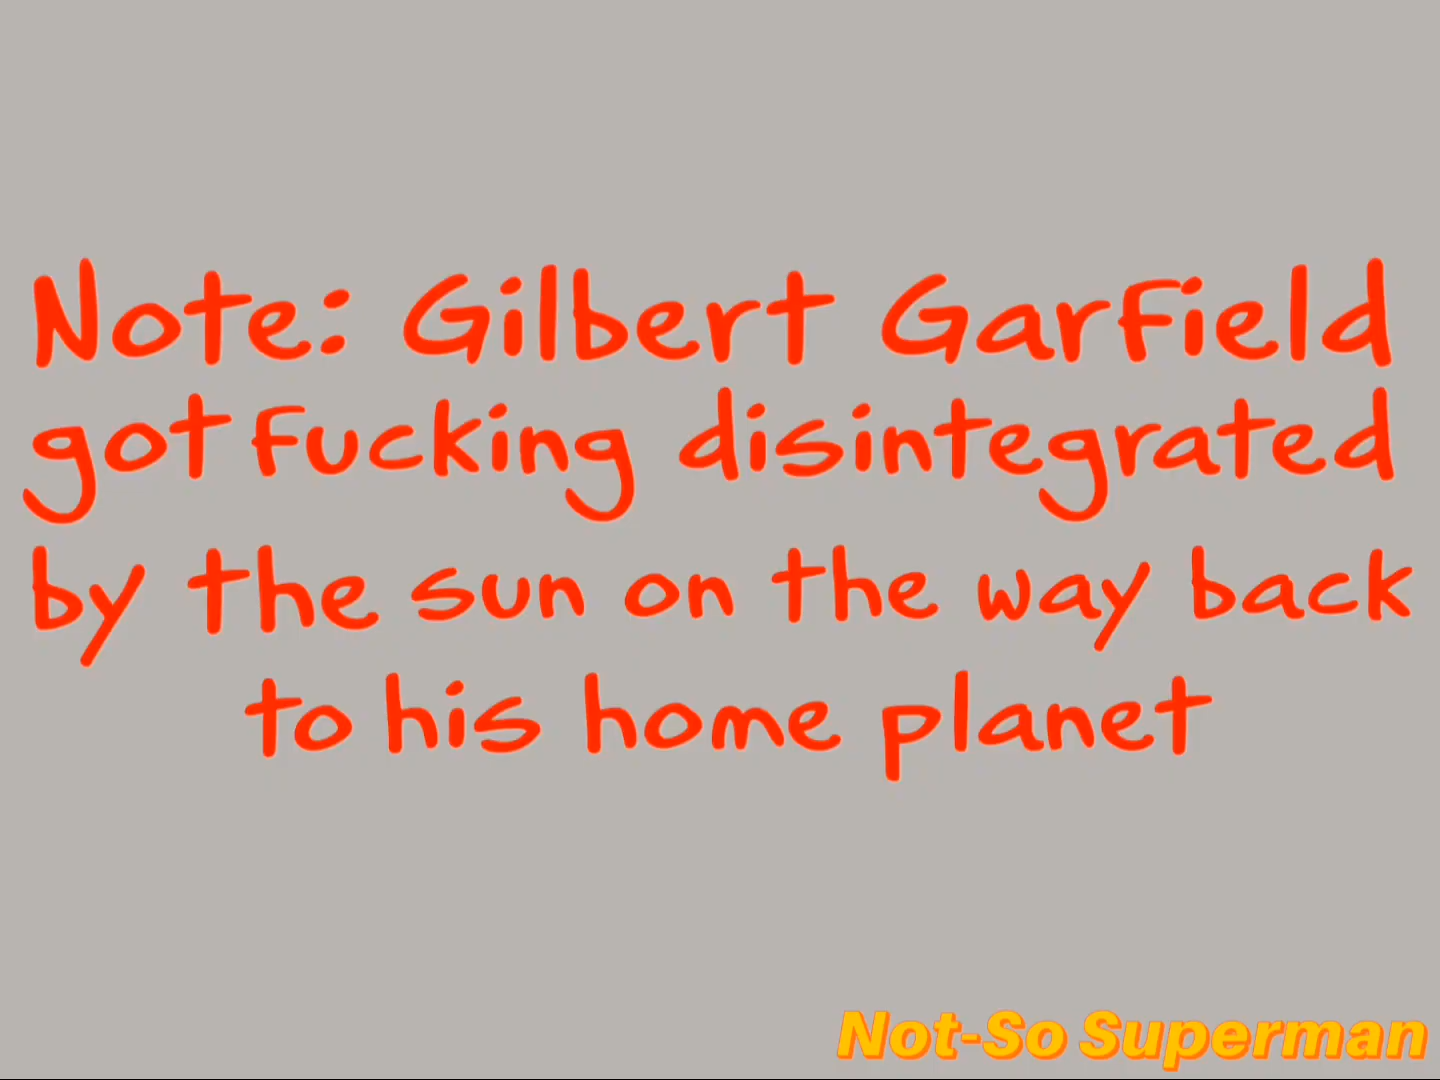 Note: Gilbert Garfield
got fucking disintegrated
by the sun on the way back
to his home planet
Not-So Superman